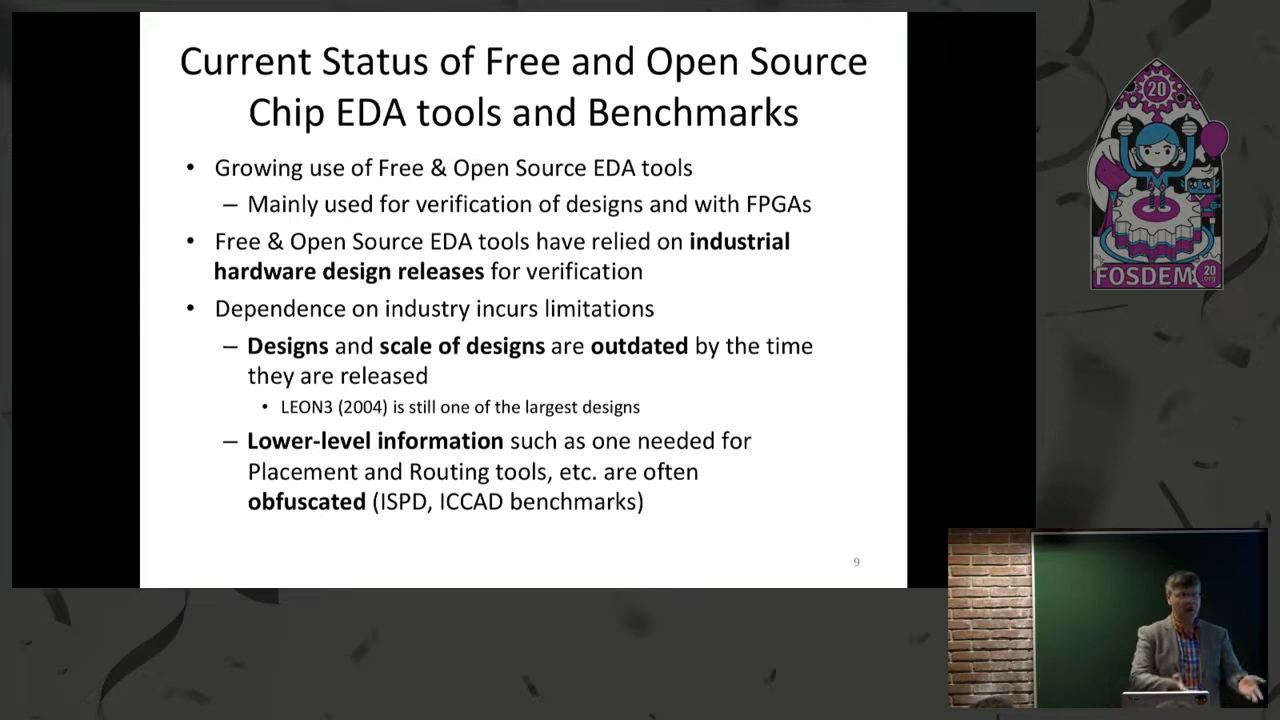 Current Status of Free and Open Source
Chip EDA tools and Benchmarks
• Growing use of Free & Open Source EDA tools
– Mainly used for verification of designs and with FPGAs
• Free & Open Source EDA tools have relied on industrial
hardware design releases for verification
• Dependence on industry incurs limitations
– Designs and scale of designs are outdated by the time
they are released
• LEON3 (2004) is still one of the largest designs
– Lower-level information such as one needed for
Placement and Routing tools, etc. are often
obfuscated (ISPD, ICCAD benchmarks)
9
20
FOSDEM 20
.org